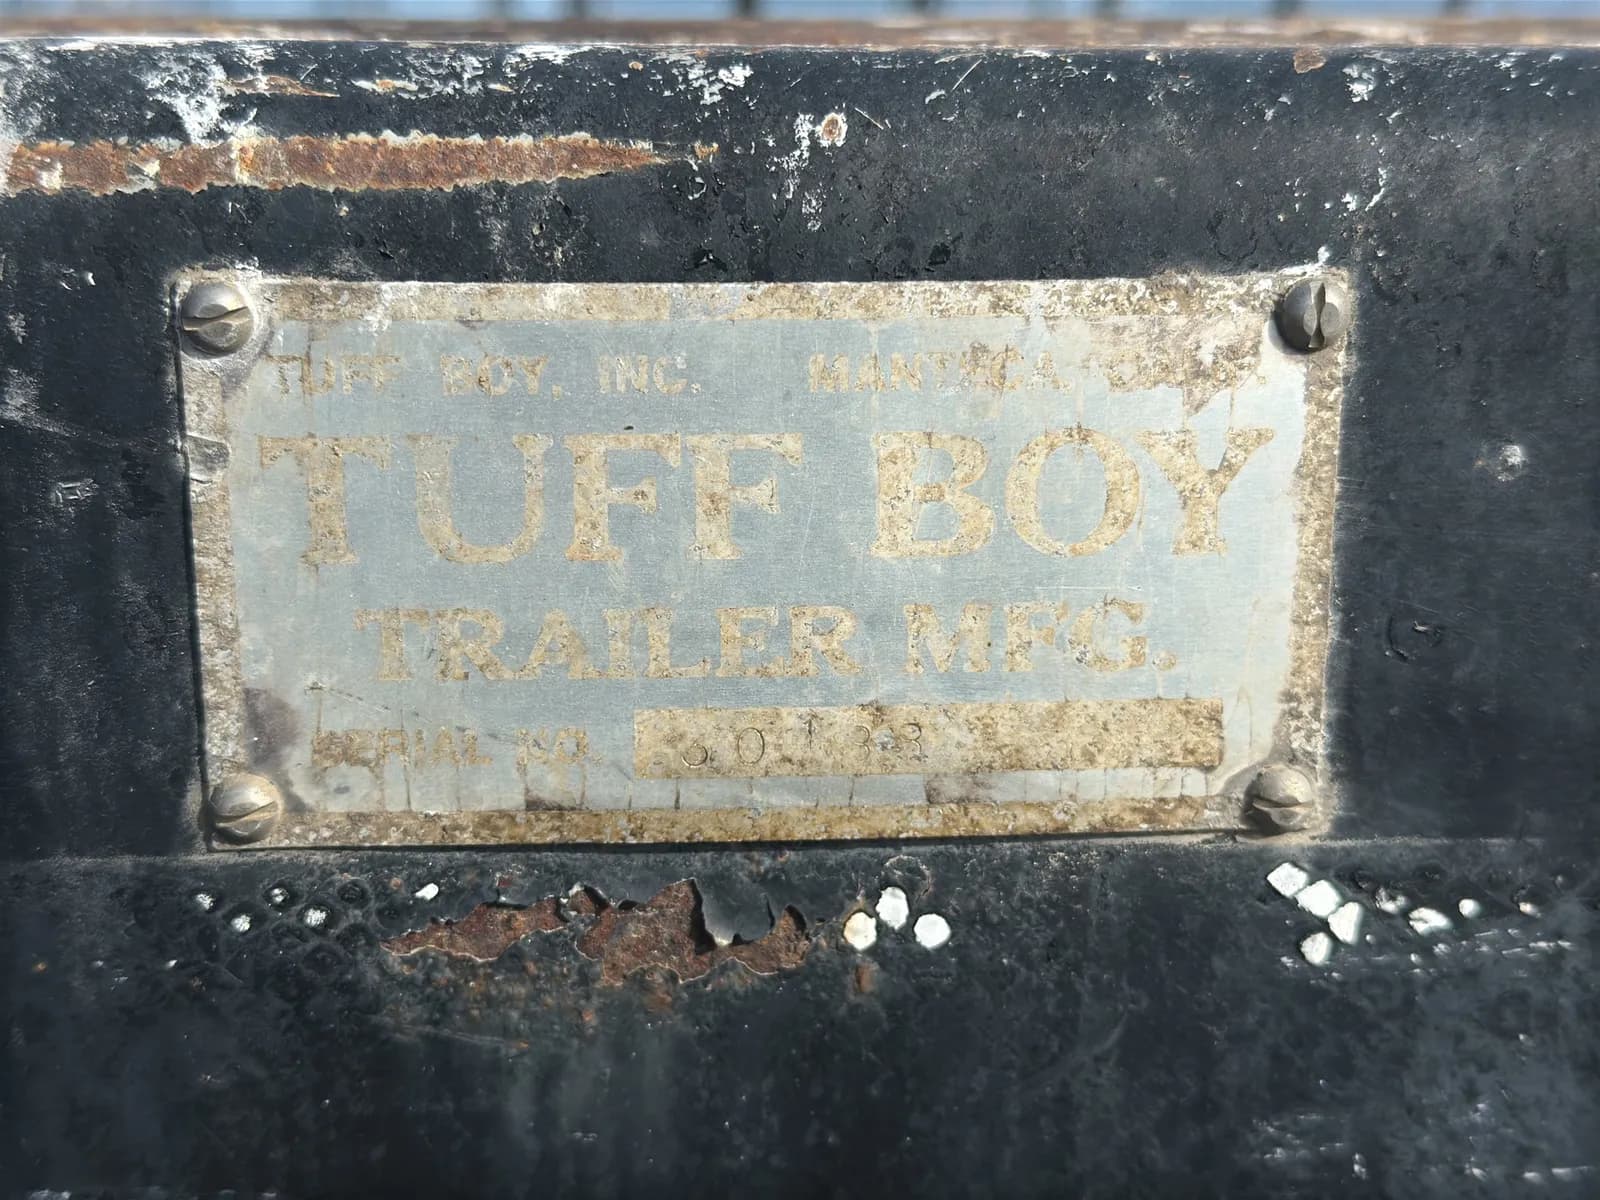 TUFF BOY, INC. MANTECA, CALIF.
TUFF BOY
TRAILER MFG.
SERIAL NO.